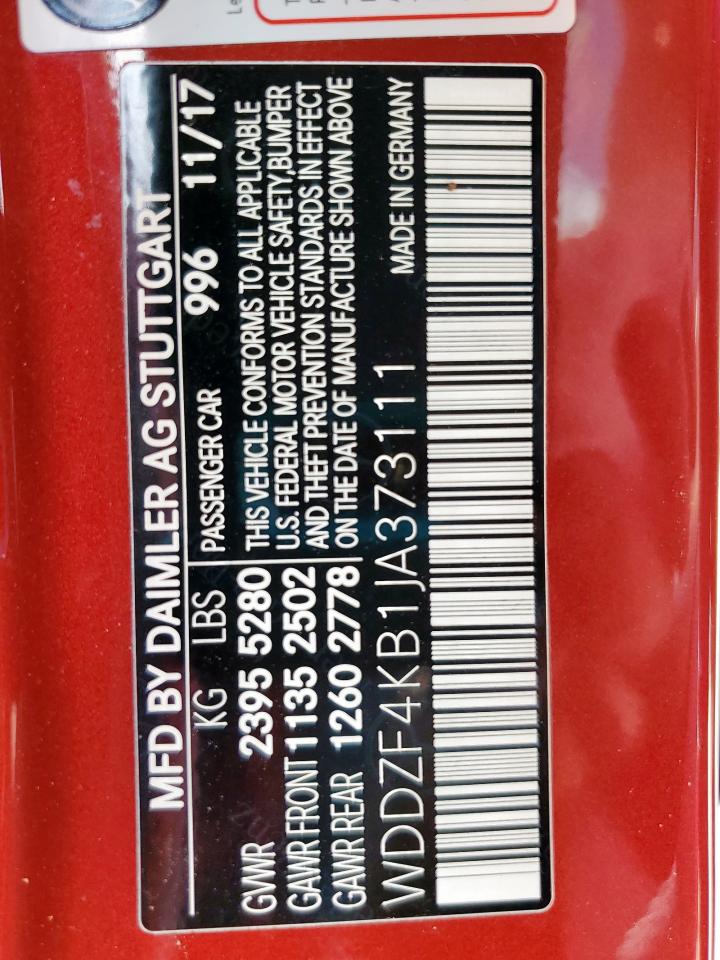 MFD BY DAIMLER AG STUTTGART
KG LBS PASSENGER CAR 996 11/17
GVWR 2395 5280 THIS VEHICLE CONFORMS TO ALL APPLICABLE
U.S. FEDERAL MOTOR VEHICLE SAFETY,BUMPER
GAWR FRONT 1135 2502 AND THEFT PREVENTION STANDARDS IN EFFECT
GAWR REAR 1260 2778 ON THE DATE OF MANUFACTURE SHOWN ABOVE
WDDZF4KB1JA373111 MADE IN GERMANY